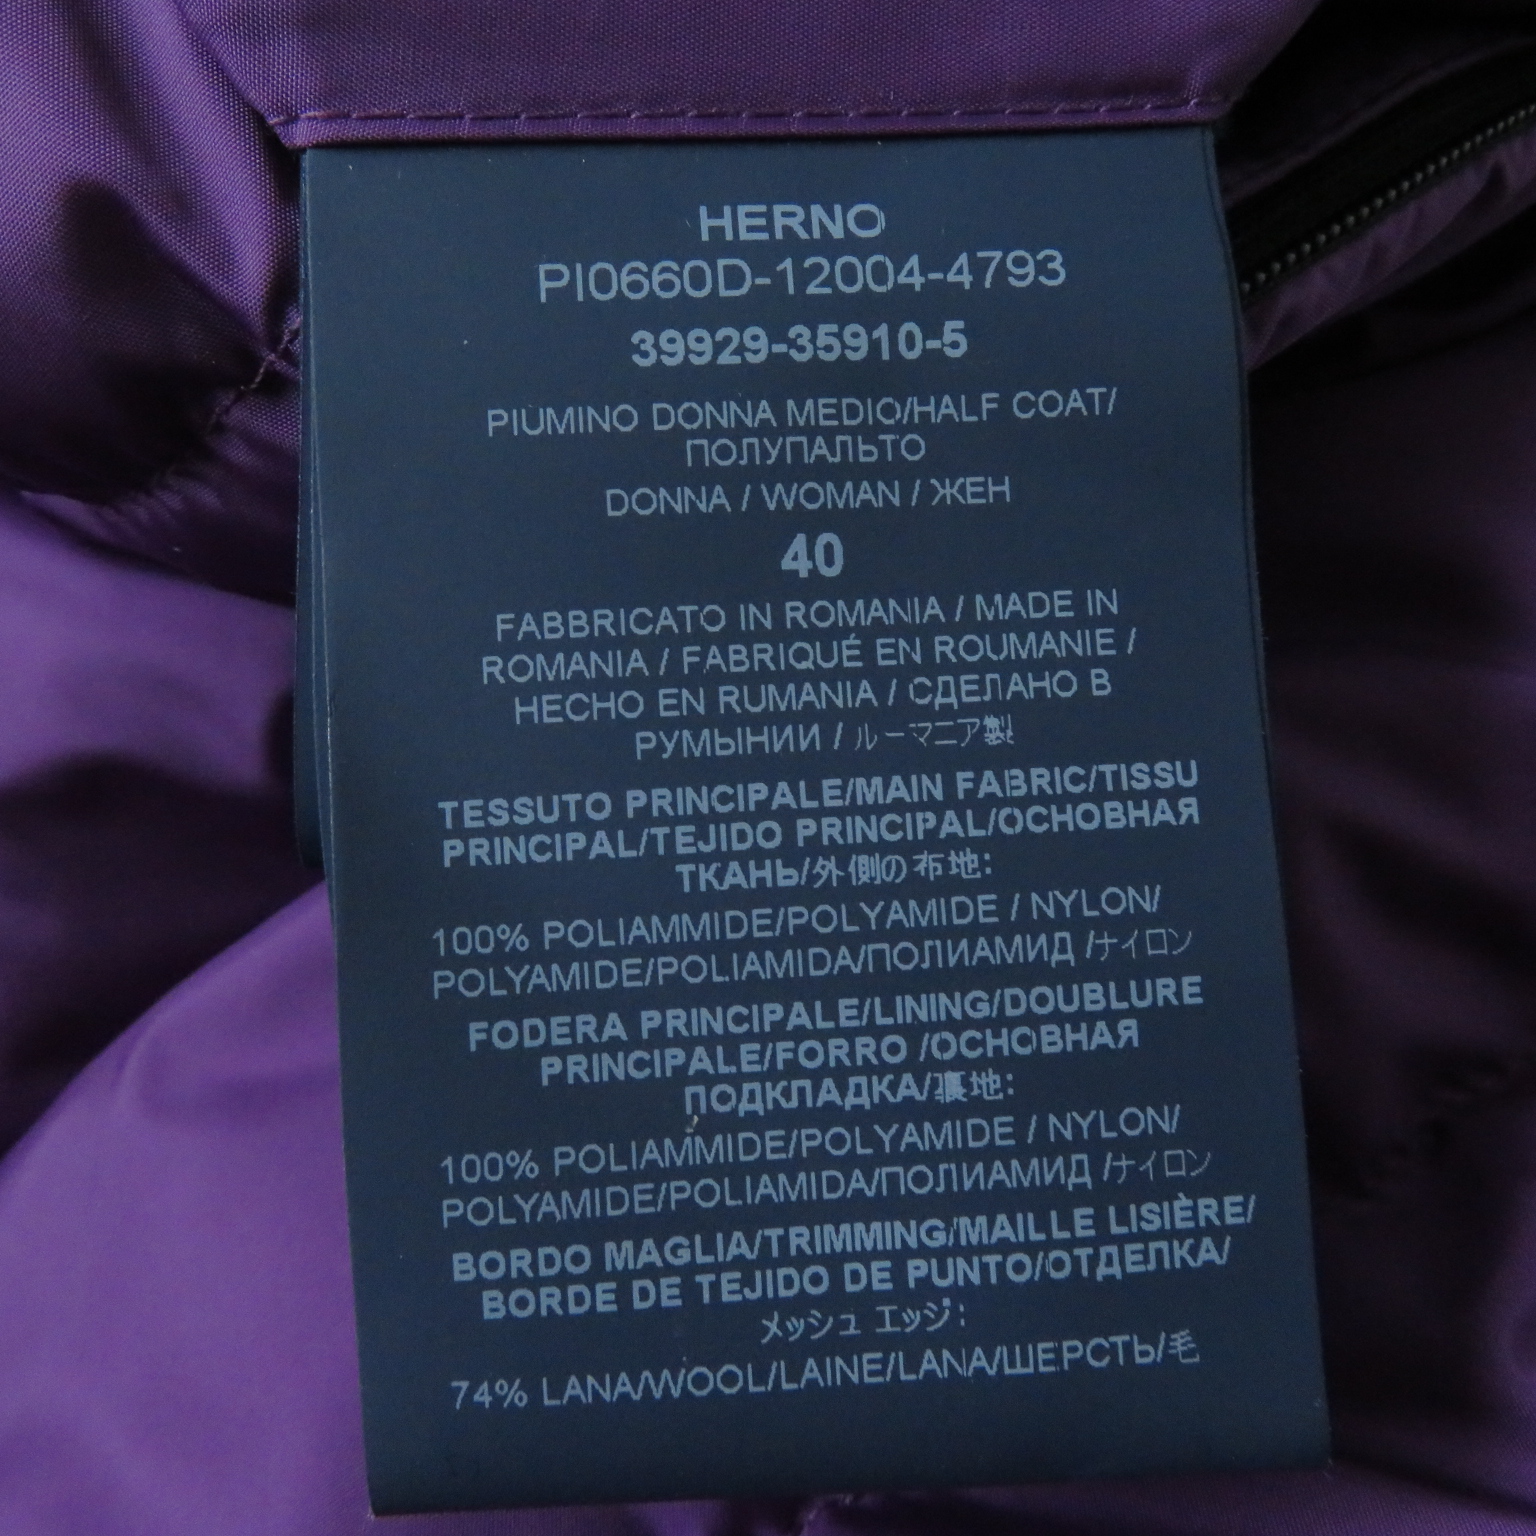 HERNO
PI0660D-12004-4793
39929-35910-5
PIUMINO DONNA MEDIO/HALF COAT/
ПОЛУПАЛЬТО
DONNA / WOMAN / ЖЕН
40
FABBRICATO IN ROMANIA / MADE IN
ROMANIA / FABRIQUÉ EN ROUMANIE /
HECHO EN RUMANIA / СДЕЛАНО В
РУМЫНИИ / ルーマニア製
TESSUTO PRINCIPALE/MAIN FABRIC/TISSU
PRINCIPAL/TEJIDO PRINCIPAL/ОСНОВНАЯ
ТКАНЬ/外側の布地:
100% POLIAMMIDE/POLYAMIDE / NYLON/
POLYAMIDE/POLIAMIDA/ПОЛИАМИД /ナイロン
FODERA PRINCIPALE/LINING/DOUBLURE
PRINCIPALE/FORRO /ОСНОВНАЯ
ПОДКЛАДКА/裏地:
100% POLIAMMIDE/POLYAMIDE / NYLON/
POLYAMIDE/POLIAMIDA/ПОЛИАМИД /ナイロン
BORDO MAGLIA/TRIMMING/MAILLE LISIÈRE/
BORDE DE TEJIDO DE PUNTO/ОТДЕЛКА/
メッシュ エッジ:
74% LANA/WOOL/LAINE/LANA/ШЕРСТЬ/毛